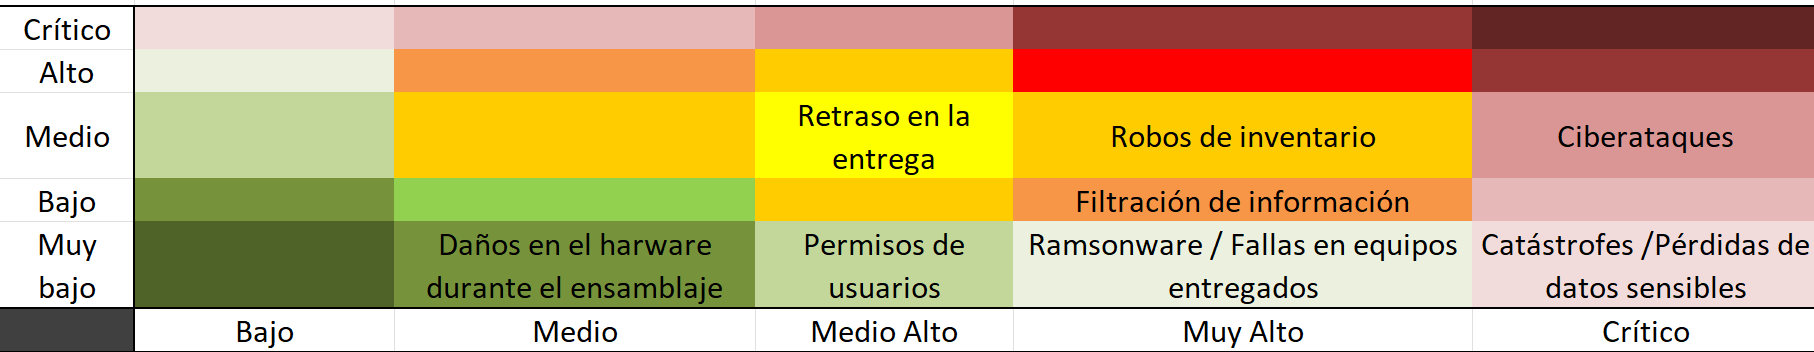 Crítico
Alto
Medio
Retraso en la
entrega
Robos de inventario
Ciberataques
Bajo
Filtración de información
Muy
bajo
Daños en el harware
durante el ensamblaje
Permisos de
usuarios
Ramsonware / Fallas en equipos
entregados
Catástrofes /Pérdidas de
datos sensibles
Bajo
Medio
Medio Alto
Muy Alto
Crítico